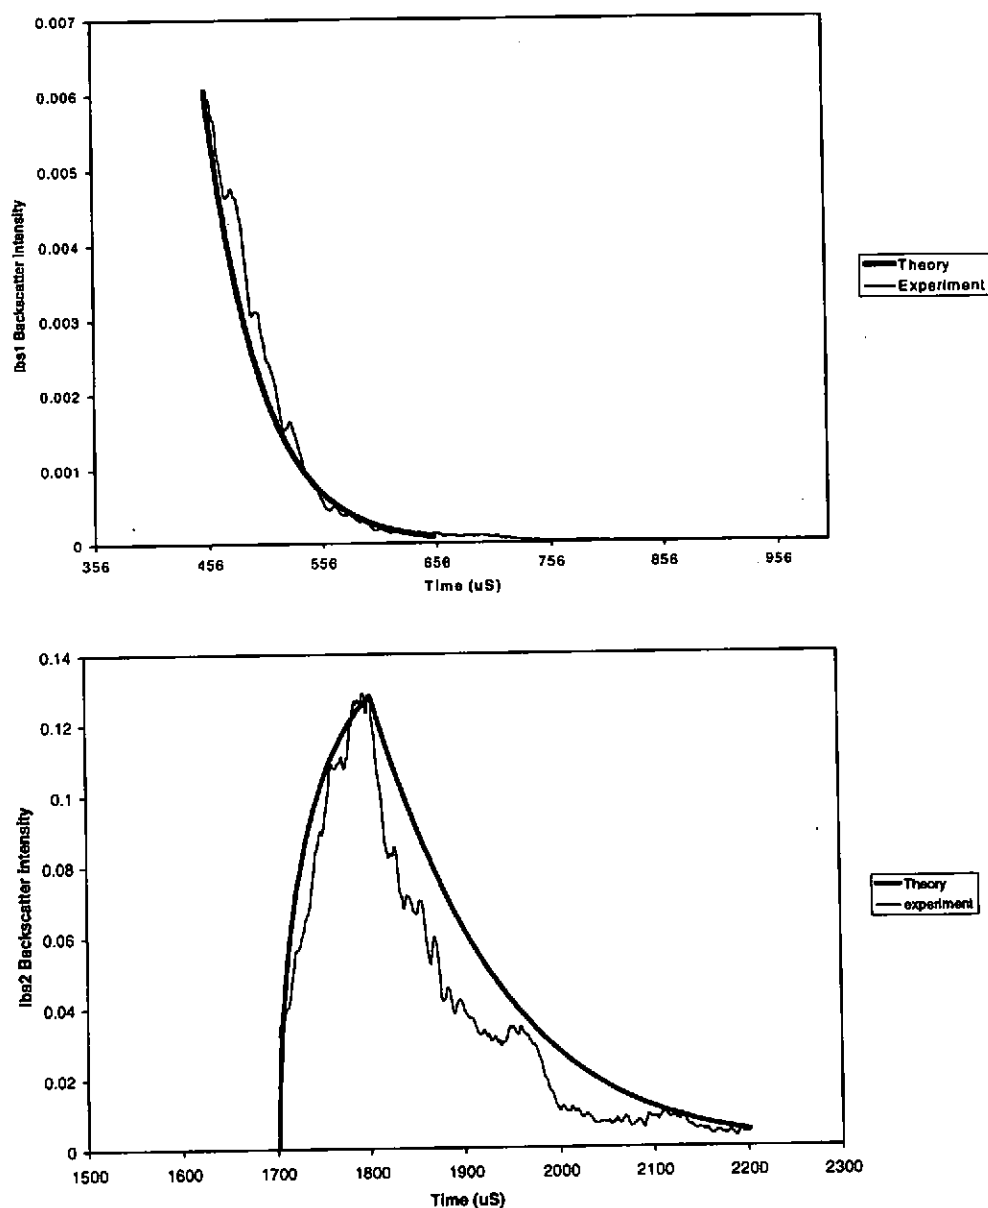 0.007
0.006
0.005
0.004
0.003
0.002
0.001
0
Ibs1 Backscatter Intensity
356 456 556 656 756 856 956
Time (uS)
Theory
Experiment
0.14
0.12
0.1
0.08
0.06
0.04
0.02
0
Ibs2 Backscatter Intensity
1500 1600 1700 1800 1900 2000 2100 2200 2300
Time (uS)
Theory
experiment